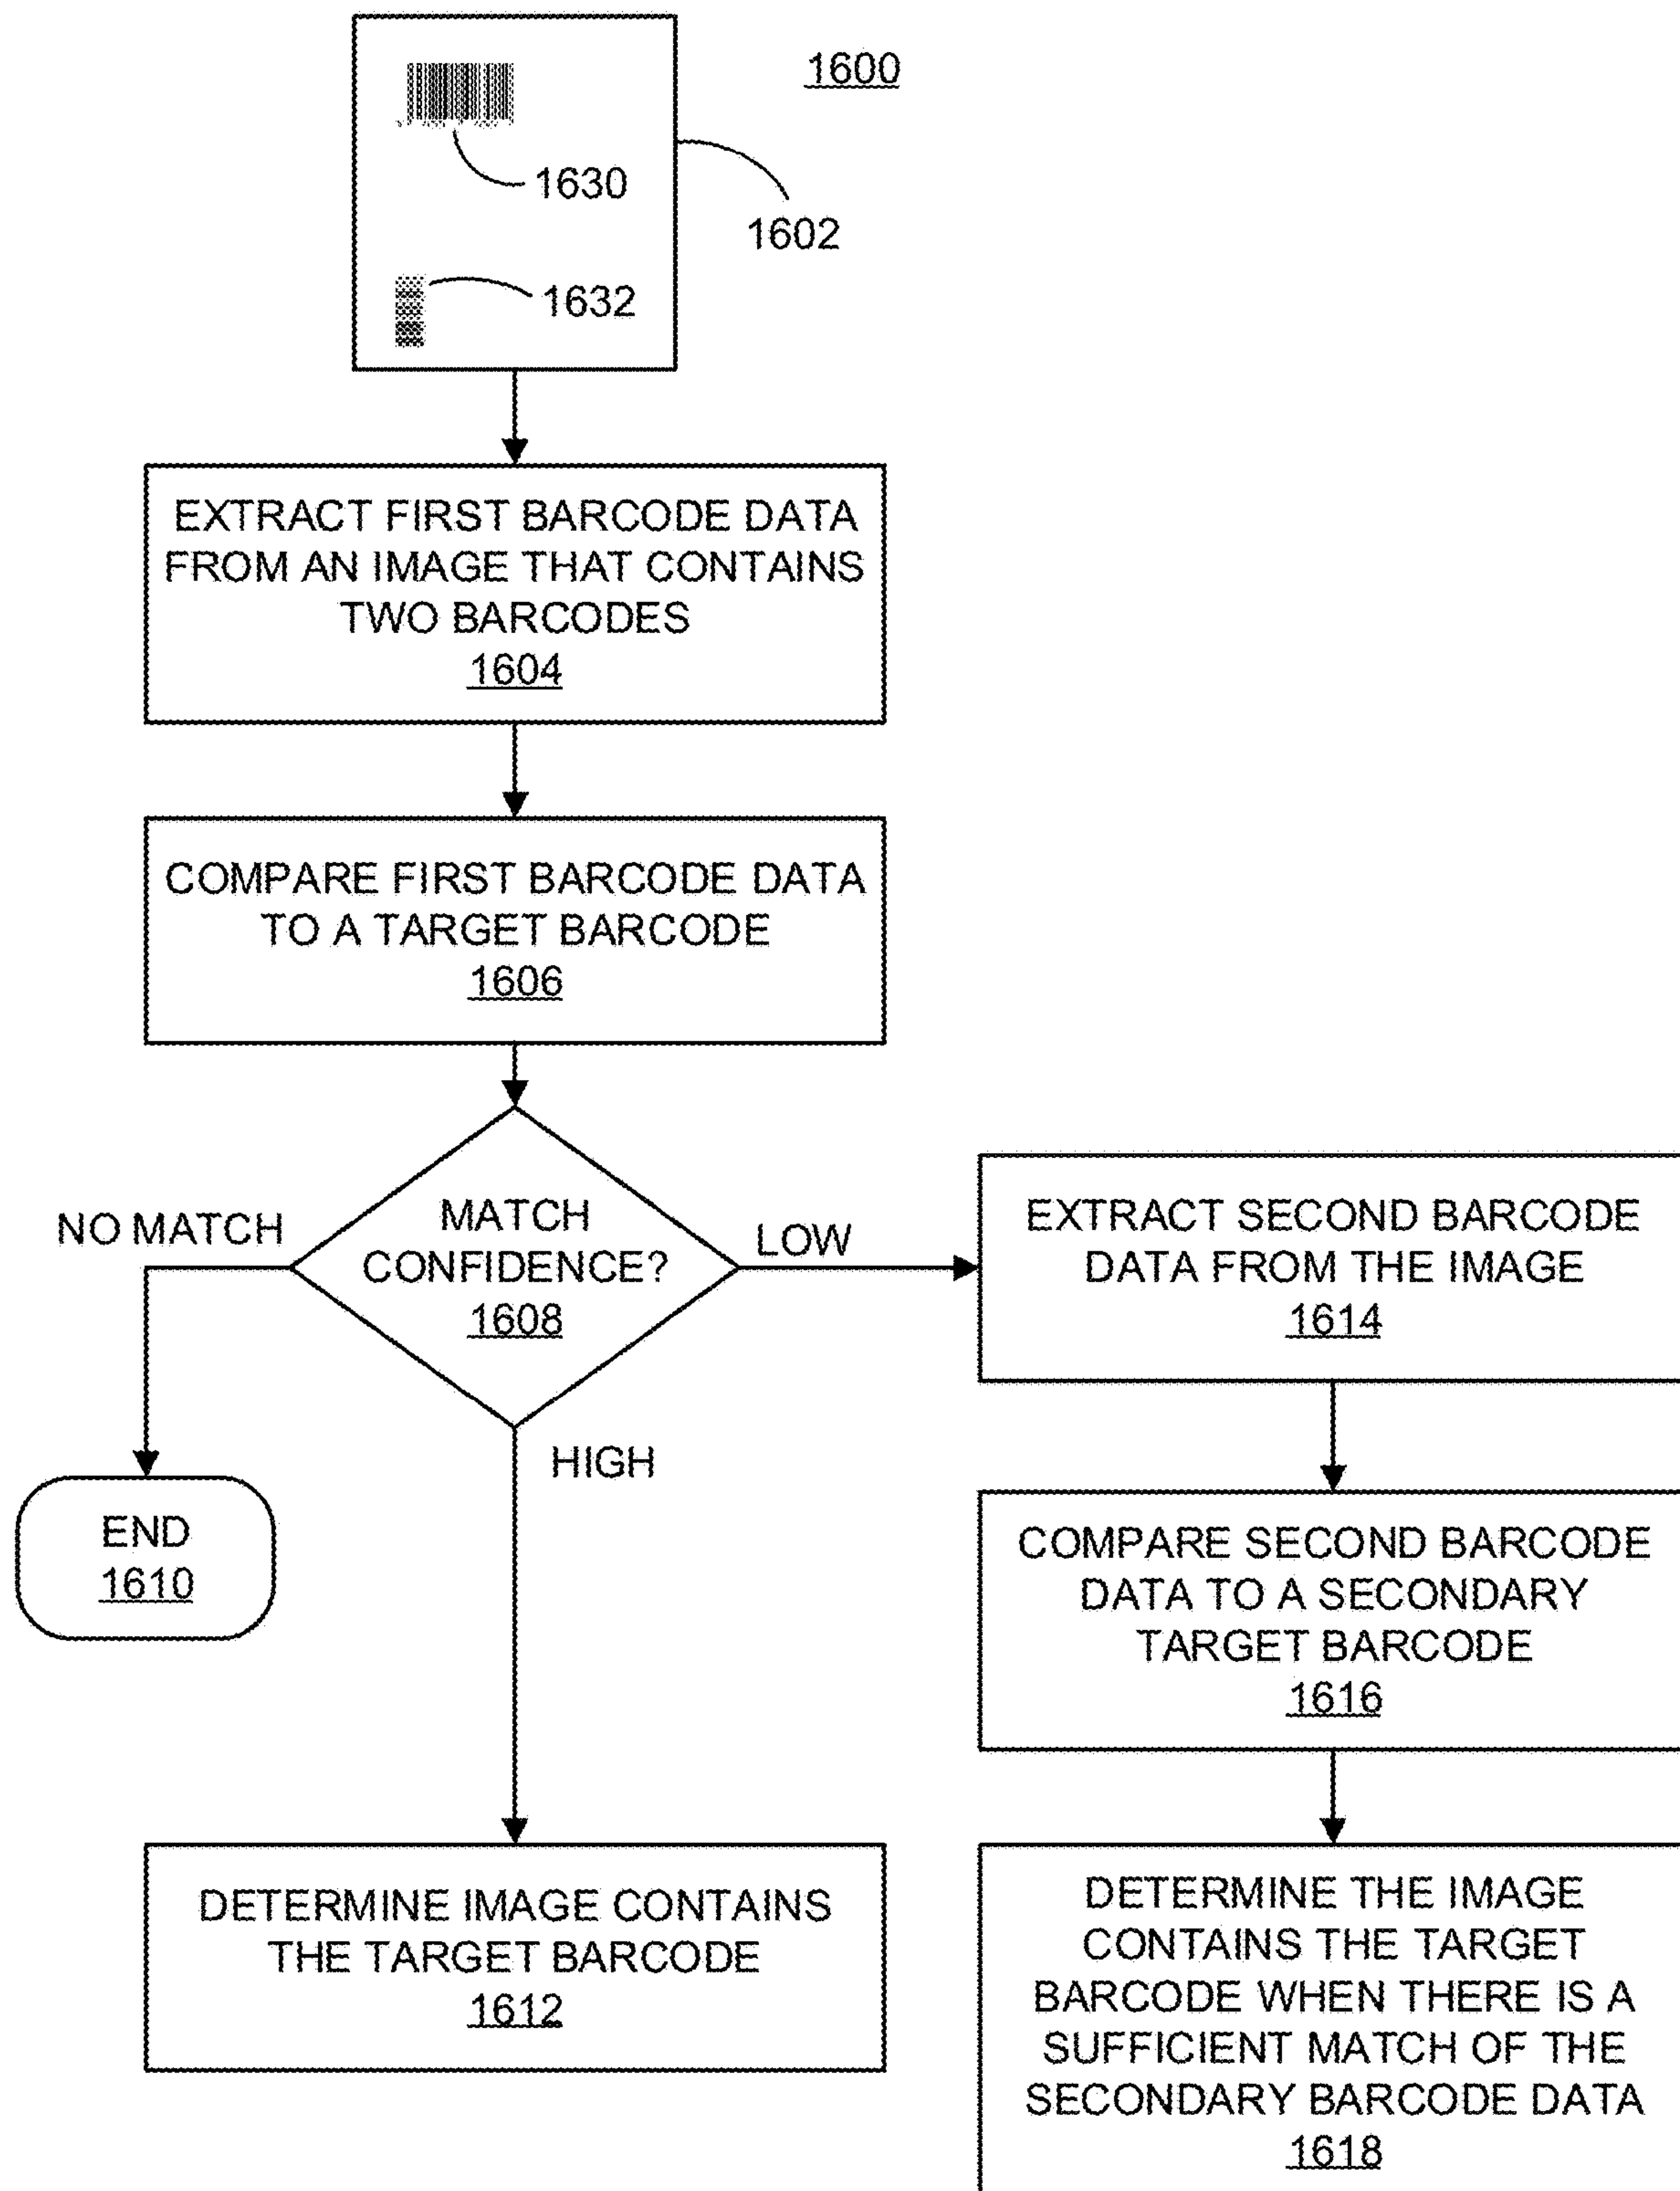 1600
1630
1602
1632
EXTRACT FIRST BARCODE DATA
FROM AN IMAGE THAT CONTAINS
TWO BARCODES
1604
COMPARE FIRST BARCODE DATA
TO A TARGET BARCODE
1606
MATCH
CONFIDENCE?
1608
NO MATCH
LOW
HIGH
END
1610
DETERMINE IMAGE CONTAINS
THE TARGET BARCODE
1612
EXTRACT SECOND BARCODE
DATA FROM THE IMAGE
1614
COMPARE SECOND BARCODE
DATA TO A SECONDARY
TARGET BARCODE
1616
DETERMINE THE IMAGE
CONTAINS THE TARGET
BARCODE WHEN THERE IS A
SUFFICIENT MATCH OF THE
SECONDARY BARCODE DATA
1618